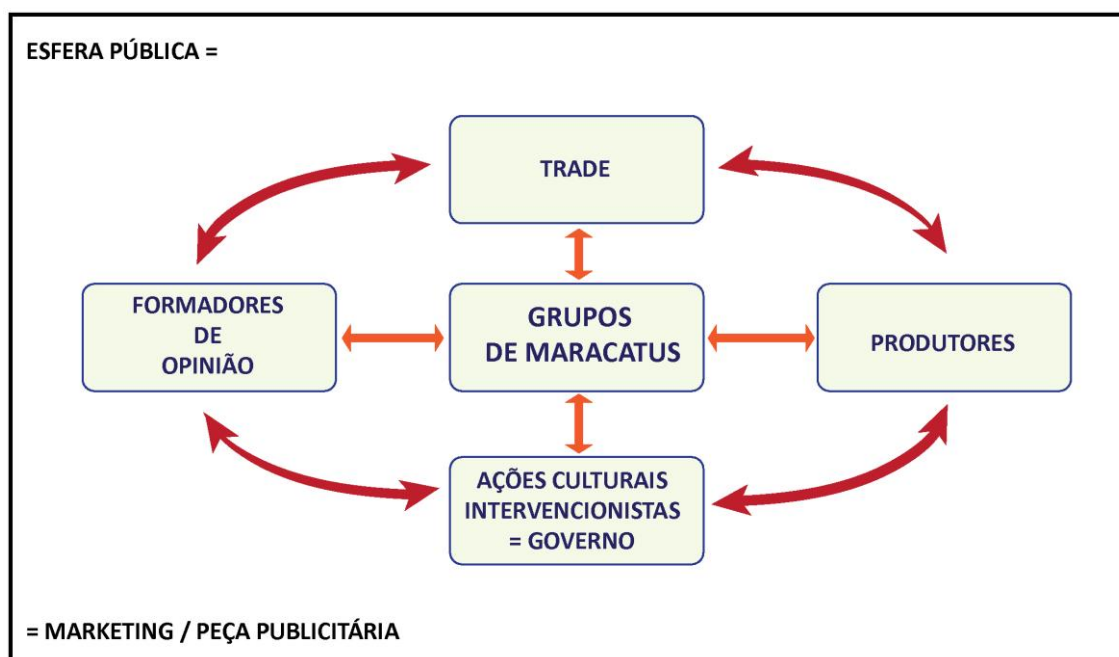 ESFERA PÚBLICA =
TRADE
FORMADORES
DE
OPINIÃO
GRUPOS
DE MARACATUS
PRODUTORES
AÇÕES CULTURAIS
INTERVENCIONISTAS
= GOVERNO
= MARKETING / PEÇA PUBLICITÁRIA